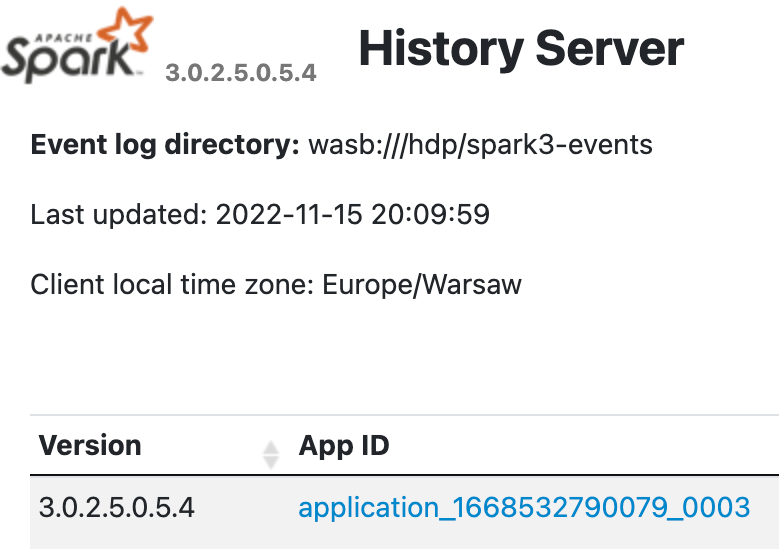 APACHE
Spark™ 3.0.2.5.0.5.4 History Server
Event log directory: wasb:///hdp/spark3-events
Last updated: 2022-11-15 20:09:59
Client local time zone: Europe/Warsaw
Version App ID
3.0.2.5.0.5.4 application_1668532790079_0003